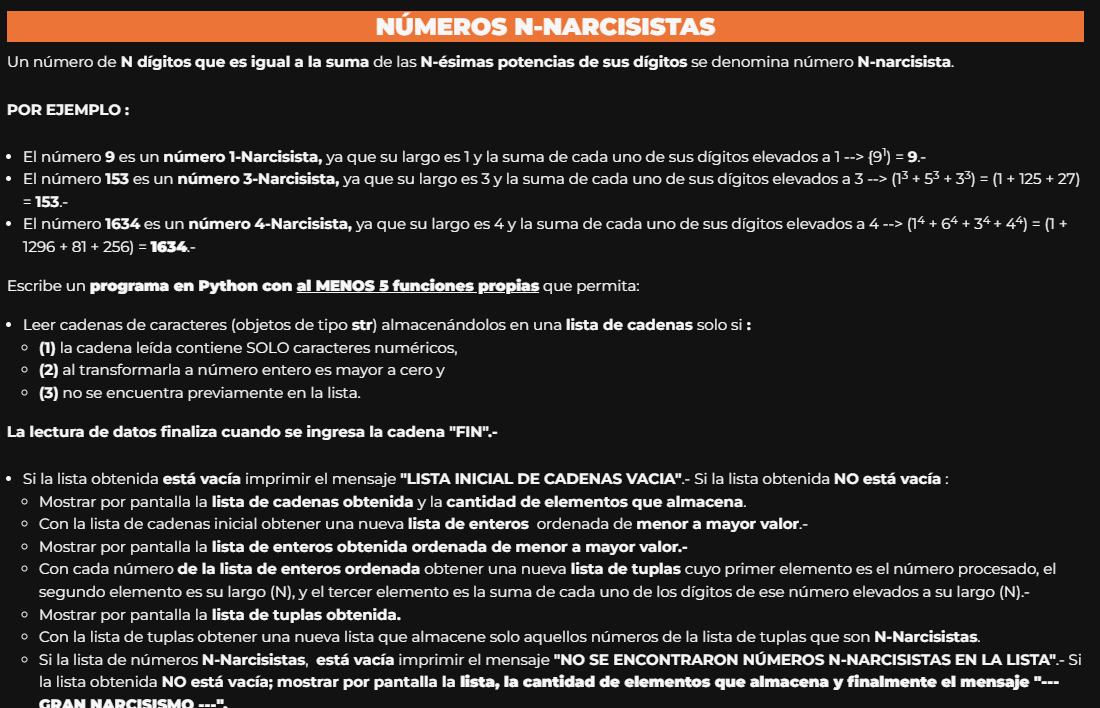 NÚMEROS N-NARCISISTAS
Un número de N dígitos que es igual a la suma de las N-ésimas potencias de sus dígitos se denomina número N-narcisista.
POR EJEMPLO :
El número 9 es un número 1-Narcisista, ya que su largo es 1 y la suma de cada uno de sus dígitos elevados a 1 --> {9¹) = 9.-
El número 153 es un número 3-Narcisista, ya que su largo es 3 y la suma de cada uno de sus dígitos elevados a 3 --> (1³ + 5³ + 3³) = (1 + 125 + 27)
= 153.-
El número 1634 es un número 4-Narcisista, ya que su largo es 4 y la suma de cada uno de sus dígitos elevados a 4 --> (1⁴ + 6⁴ + 3⁴ + 4⁴) = (1 +
1296 + 81 + 256) = 1634.-
Escribe un programa en Python con al MENOS 5 funciones propias que permita:
Leer cadenas de caracteres (objetos de tipo str) almacenándolos en una lista de cadenas solo si :
(1) la cadena leída contiene SOLO caracteres numéricos,
(2) al transformarla a número entero es mayor a cero y
(3) no se encuentra previamente en la lista.
La lectura de datos finaliza cuando se ingresa la cadena "FIN".-
Si la lista obtenida está vacía imprimir el mensaje "LISTA INICIAL DE CADENAS VACIA".- Si la lista obtenida NO está vacía :
Mostrar por pantalla la lista de cadenas obtenida y la cantidad de elementos que almacena.
Con la lista de cadenas inicial obtener una nueva lista de enteros ordenada de menor a mayor valor.-
Mostrar por pantalla la lista de enteros obtenida ordenada de menor a mayor valor.-
Con cada número de la lista de enteros ordenada obtener una nueva lista de tuplas cuyo primer elemento es el número procesado, el
segundo elemento es su largo (N), y el tercer elemento es la suma de cada uno de los dígitos de ese número elevados a su largo (N).-
Mostrar por pantalla la lista de tuplas obtenida.
Con la lista de tuplas obtener una nueva lista que almacene solo aquellos números de la lista de tuplas que son N-Narcisistas.
Si la lista de números N-Narcisistas, está vacía imprimir el mensaje "NO SE ENCONTRARON NÚMEROS N-NARCISISTAS EN LA LISTA".- Si
la lista obtenida NO está vacía; mostrar por pantalla la lista, la cantidad de elementos que almacena y finalmente el mensaje "---
GRAN NARCISISMO ---".